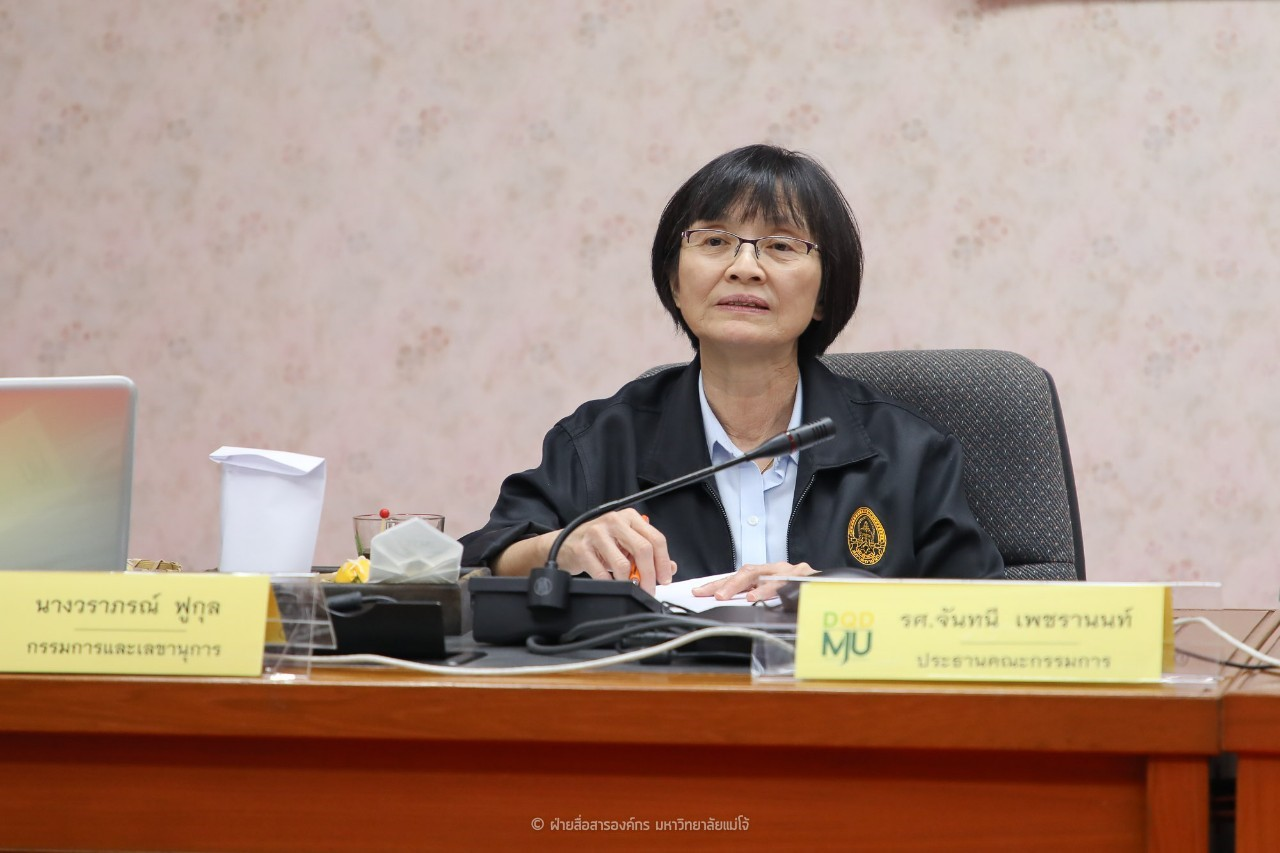 นางวราภรณ์ ฟูกุล
กรรมการและเลขานุการ
DQD
MJU
รศ.จันทนี เพชรานนท์
ประธานคณะกรรมการ
© ฝ่ายสื่อสารองค์กร มหาวิทยาลัยแม่โจ้